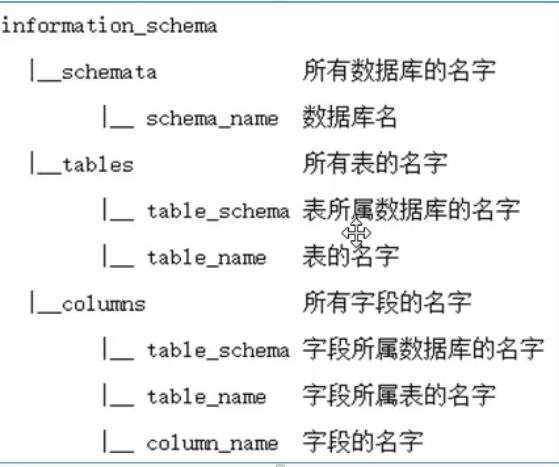 information_schema
|__schemata 所有数据库的名字
|__ schema_name 数据库名
|__tables 所有表的名字
|__ table_schema 表所属数据库的名字
|__ table_name 表的名字
|__columns 所有字段的名字
|__ table_schema 字段所属数据库的名字
|__ table_name 字段所属表的名字
|__ column_name 字段的名字